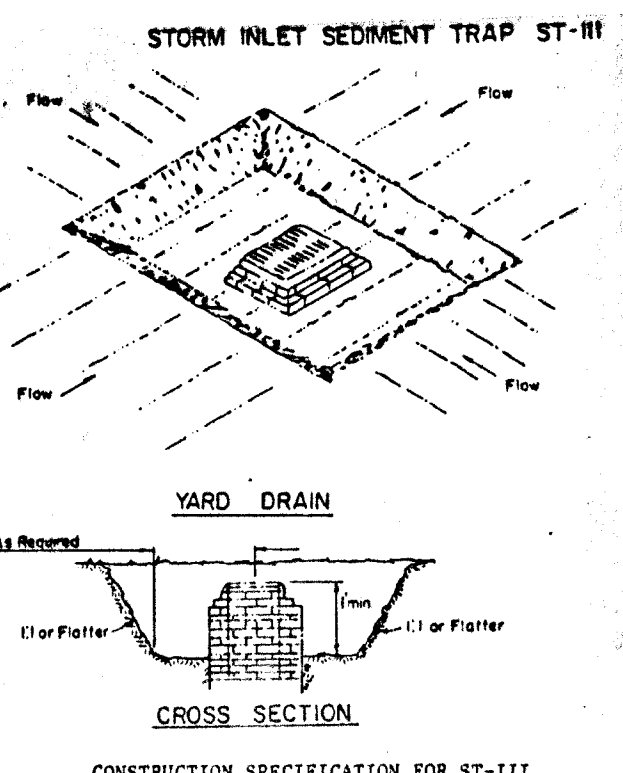 STORM INLET SEDIMENT TRAP ST-III
Flow
Flow
Flow
Flow
YARD DRAIN
As Required
1' min.
1:1 or Flatter
1:1 or Flatter
CROSS SECTION
CONSTRUCTION SPECIFICATION FOR ST-III